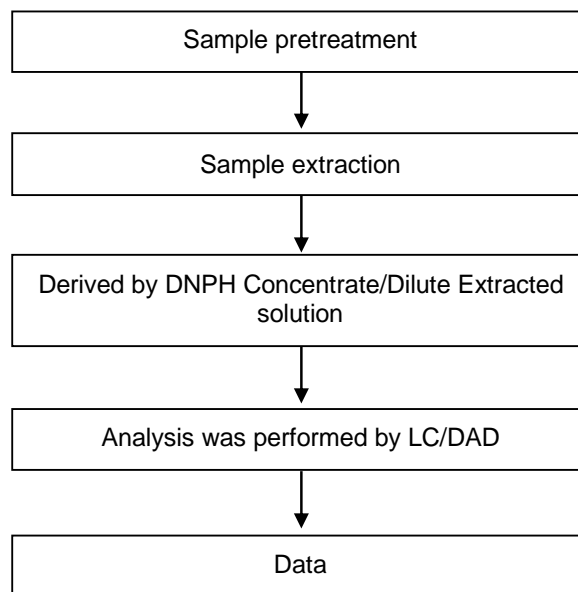 Sample pretreatment
Sample extraction
Derived by DNPH Concentrate/Dilute Extracted
solution
Analysis was performed by LC/DAD
Data